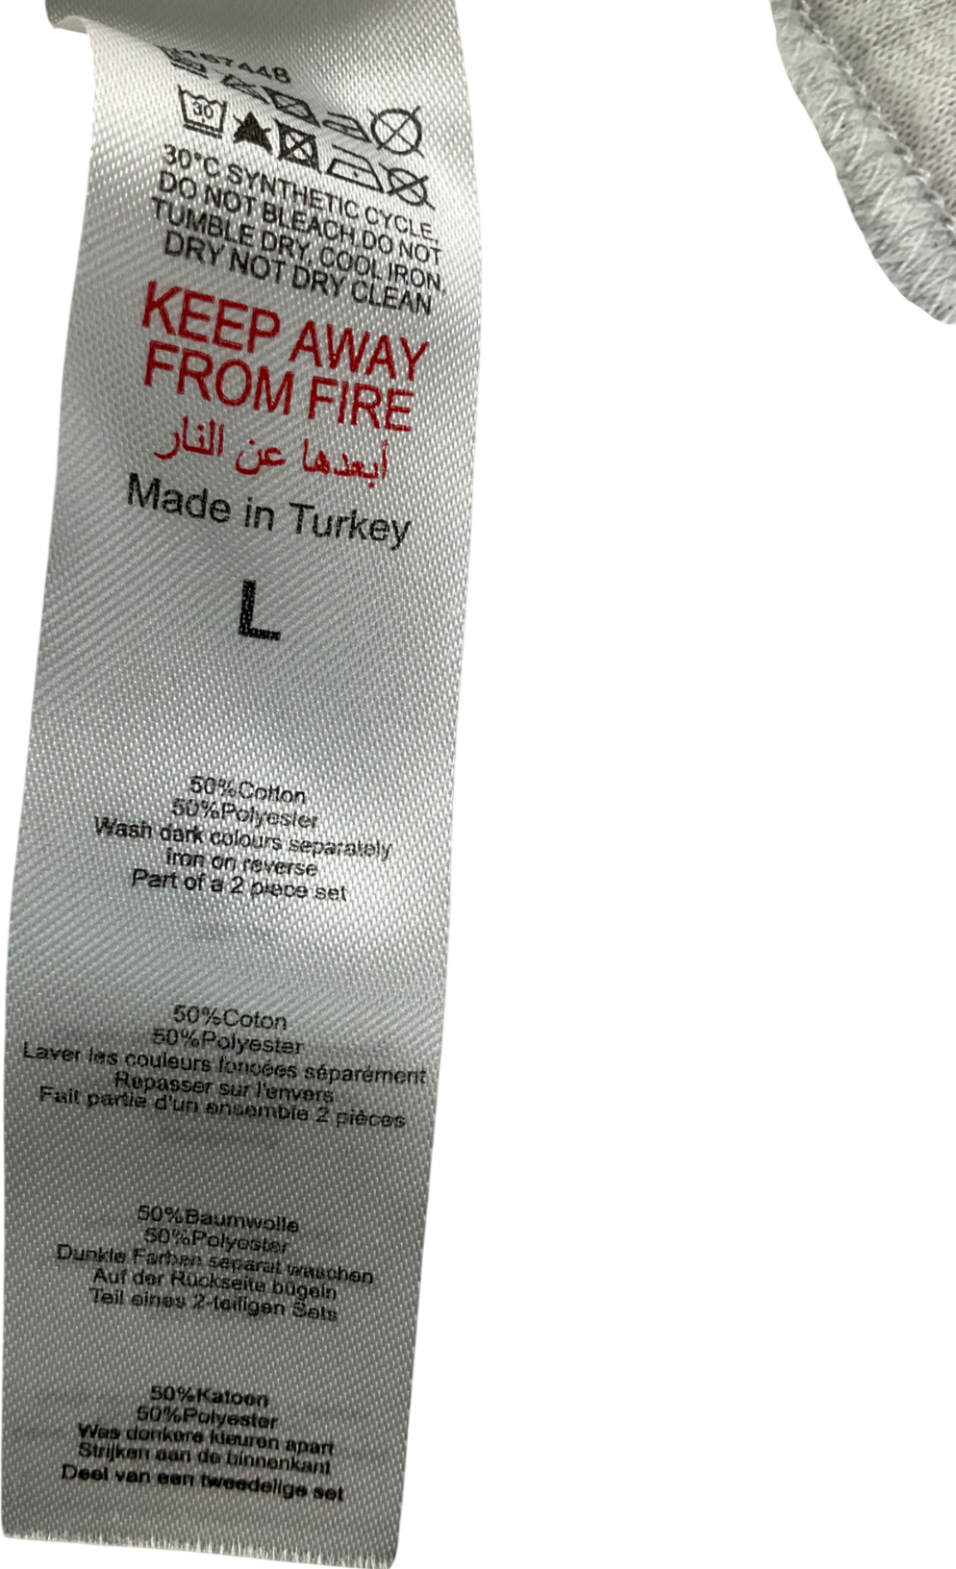 167448
30
30°C SYNTHETIC CYCLE,
DO NOT BLEACH,DO NOT
TUMBLE DRY, COOL IRON,
DRY NOT DRY CLEAN
KEEP AWAY
FROM FIRE
أبعدها عن النار
Made in Turkey
L
50%Cotton
50%Polyester
Wash dark colours separately
iron on reverse
Part of a 2 piece set
50%Coton
50%Polyester
Laver les couleurs foncées séparément
Repasser sur l'envers
Fait partie d'un ensemble 2 pièces
50%Baumwolle
50%Polyester
Dunkle Farben separat waschen
Auf der Rückseite bügeln
Teil eines 2-teiligen Sets
50%Katoen
50%Polyester
Was donkere kleuren apart
Strijken aan de binnenkant
Deel van een tweedelige set